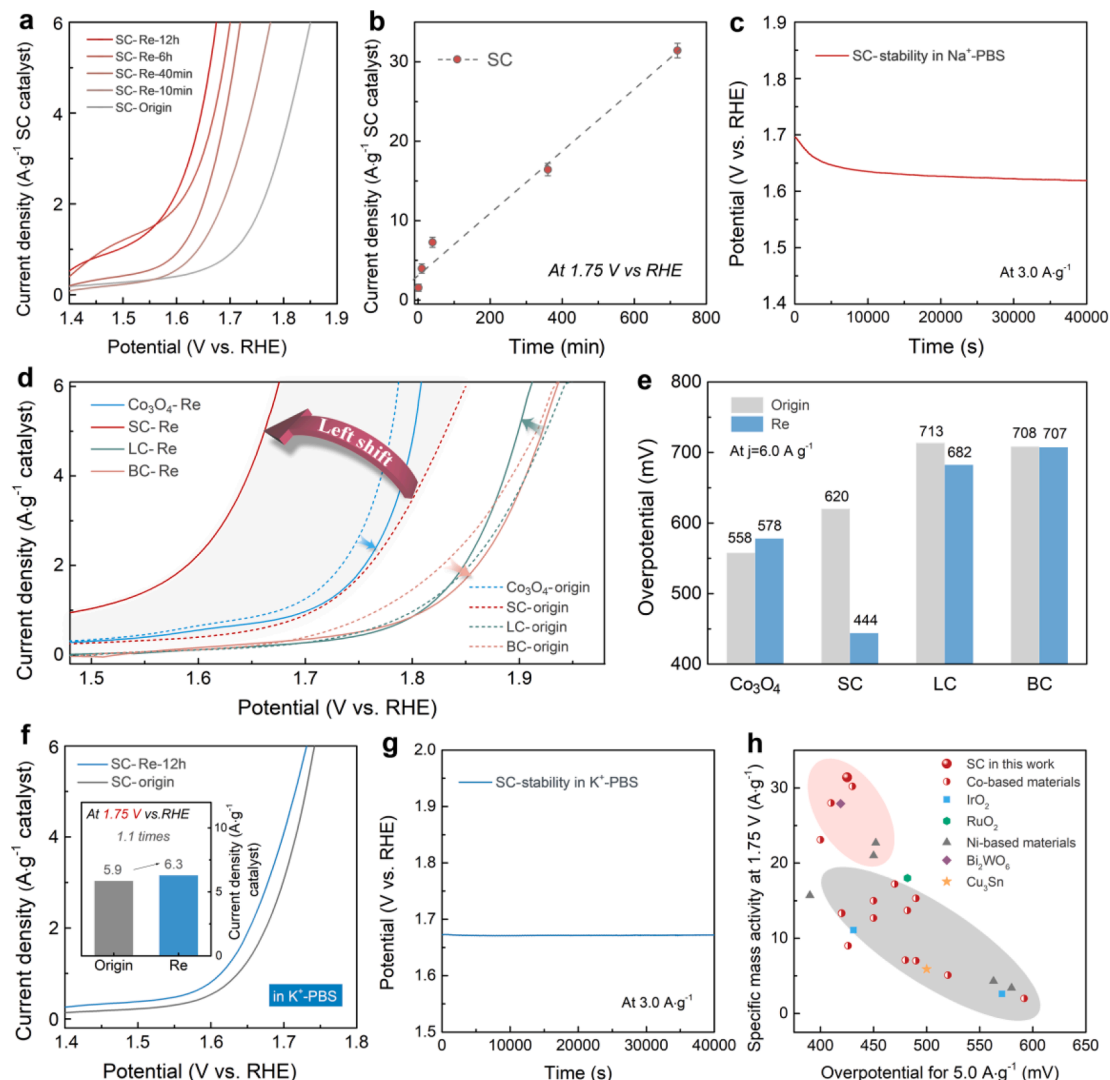 a
SC-Re-12h
SC-Re-6h
SC-Re-40min
SC-Re-10min
SC-Origin
Current density (A·g⁻¹ SC catalyst)
6
4
2
0
1.4 1.5 1.6 1.7 1.8 1.9
Potential (V vs. RHE)
b
SC
Current density (A·g⁻¹ SC catalyst)
30
20
10
0
At 1.75 V vs RHE
0 200 400 600 800
Time (min)
c
SC-stability in Na⁺-PBS
Potential (V vs. RHE)
1.8
1.7
1.6
1.5
1.4
At 3.0 A·g⁻¹
0 10000 20000 30000 40000
Time (s)
d
Co₃O₄-Re
SC-Re
LC-Re
BC-Re
Left shift
Current density (A·g⁻¹ catalyst)
6
4
2
0
Co₃O₄-origin
SC-origin
LC-origin
BC-origin
1.5 1.6 1.7 1.8 1.9
Potential (V vs. RHE)
e
Origin
Re
At j=6.0 A g⁻¹
Overpotential (mV)
800
700
600
500
400
558 578 620 444 713 682 708 707
Co₃O₄ SC LC BC
f
SC-Re-12h
SC-origin
Current density (A·g⁻¹ catalyst)
6
4
2
0
At 1.75 V vs.RHE
1.1 times
5.9 6.3
Origin Re
10
5
0
Current density (A·g⁻¹
catalyst)
in K⁺-PBS
1.4 1.5 1.6 1.7 1.8
Potential (V vs. RHE)
g
SC-stability in K⁺-PBS
Potential (V vs. RHE)
2.0
1.9
1.8
1.7
1.6
1.5
At 3.0 A·g⁻¹
0 10000 20000 30000 40000
Time (s)
h
SC in this work
Co-based materials
IrO₂
RuO₂
Ni-based materials
Bi₂WO₆
Cu₃Sn
Specific mass activity at 1.75 V (A·g⁻¹)
30
20
10
0
400 450 500 550 600 650
Overpotential for 5.0 A·g⁻¹ (mV)